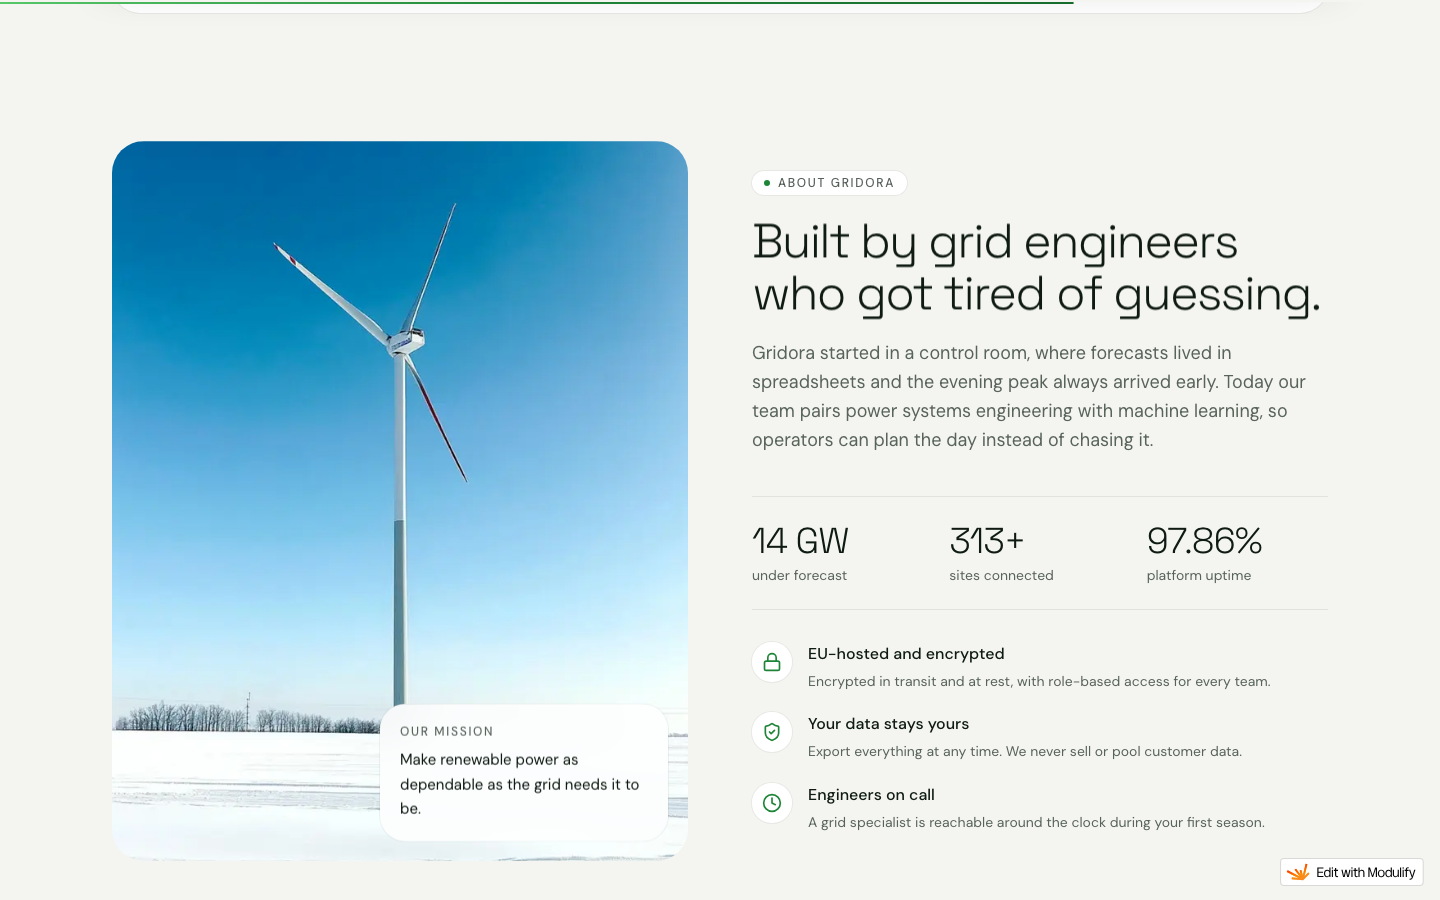 ABOUT GRIDORA
Built by grid engineers
who got tired of guessing.
Gridora started in a control room, where forecasts lived in
spreadsheets and the evening peak always arrived early. Today our
team pairs power systems engineering with machine learning, so
operators can plan the day instead of chasing it.
14 GW
under forecast
313+
sites connected
97.86%
platform uptime
EU-hosted and encrypted
Encrypted in transit and at rest, with role-based access for every team.
Your data stays yours
Export everything at any time. We never sell or pool customer data.
Engineers on call
A grid specialist is reachable around the clock during your first season.
OUR MISSION
Make renewable power as
dependable as the grid needs it to
be.
Edit with Modulify